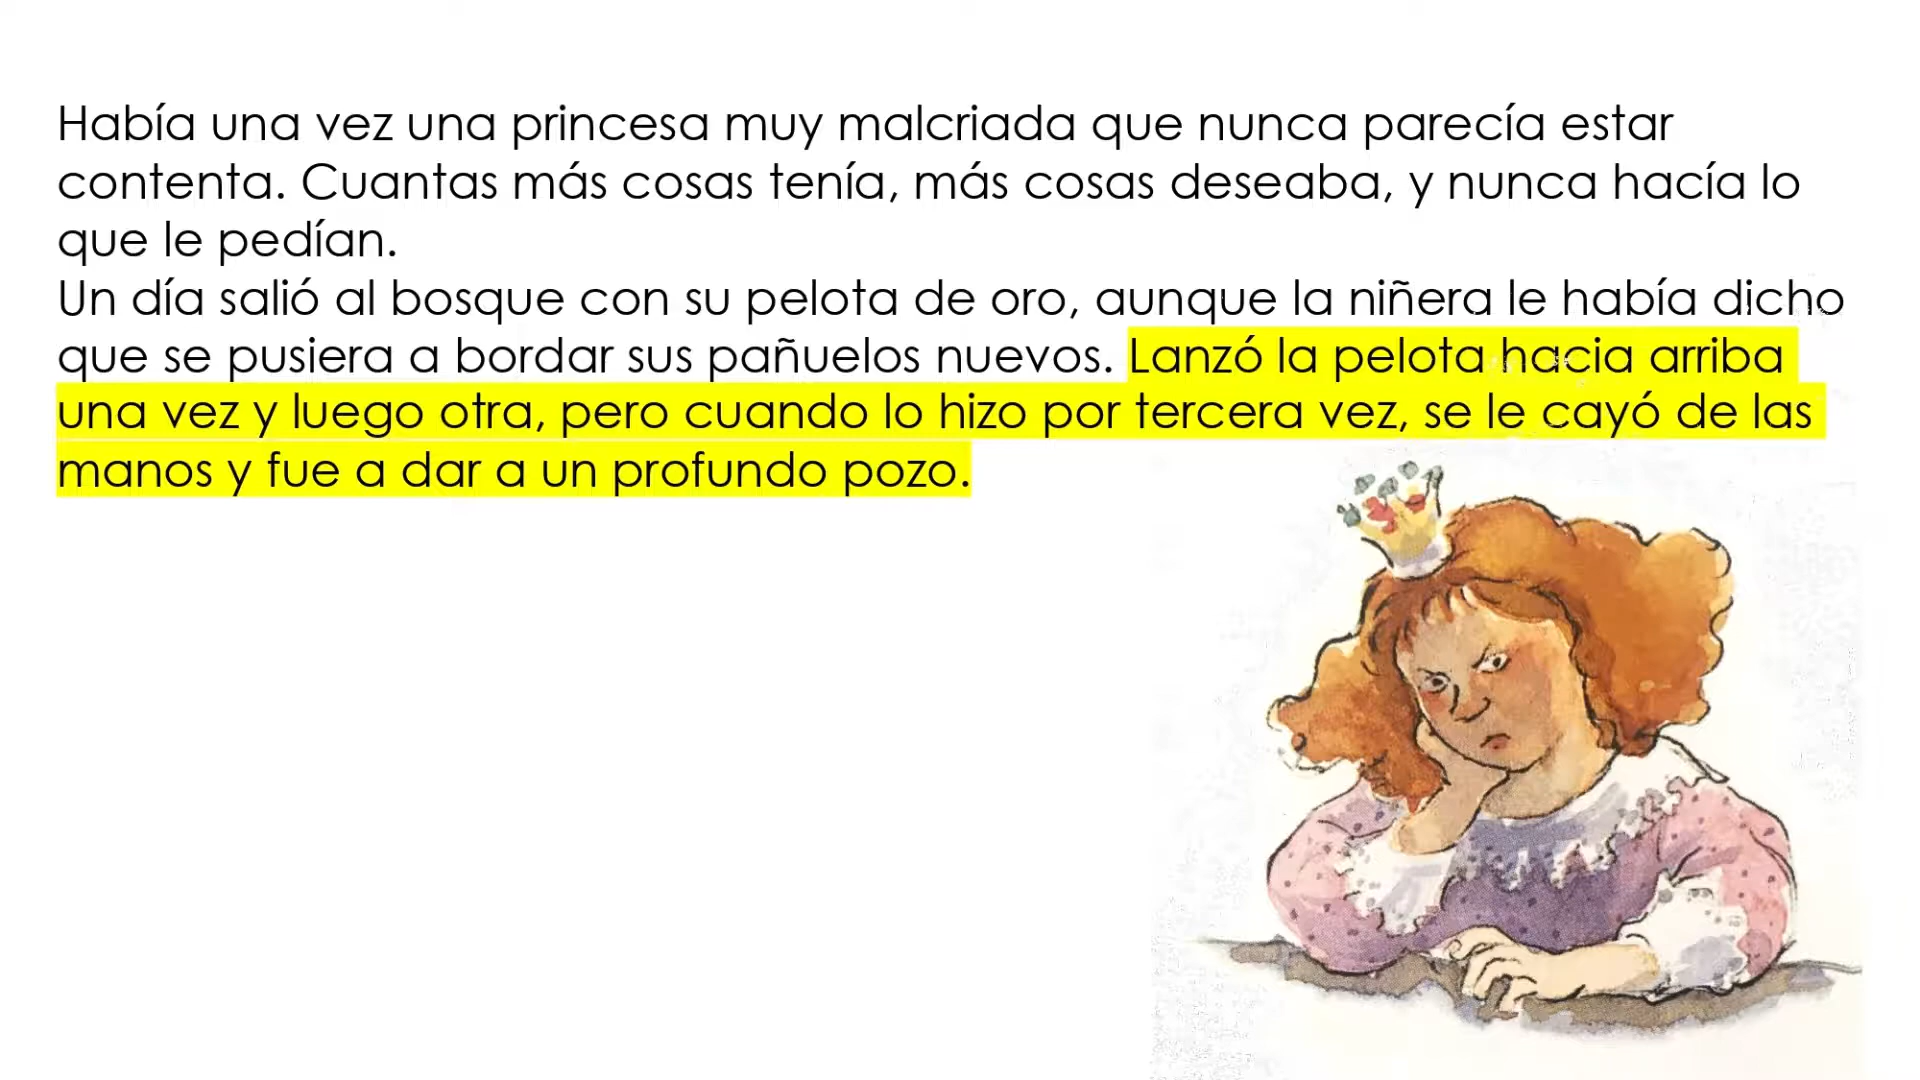 Había una vez una princesa muy malcriada que nunca parecía estar
contenta. Cuantas más cosas tenía, más cosas deseaba, y nunca hacía lo
que le pedían.
Un día salió al bosque con su pelota de oro, aunque la niñera le había dicho
que se pusiera a bordar sus pañuelos nuevos. Lanzó la pelota hacia arriba
una vez y luego otra, pero cuando lo hizo por tercera vez, se le cayó de las
manos y fue a dar a un profundo pozo.